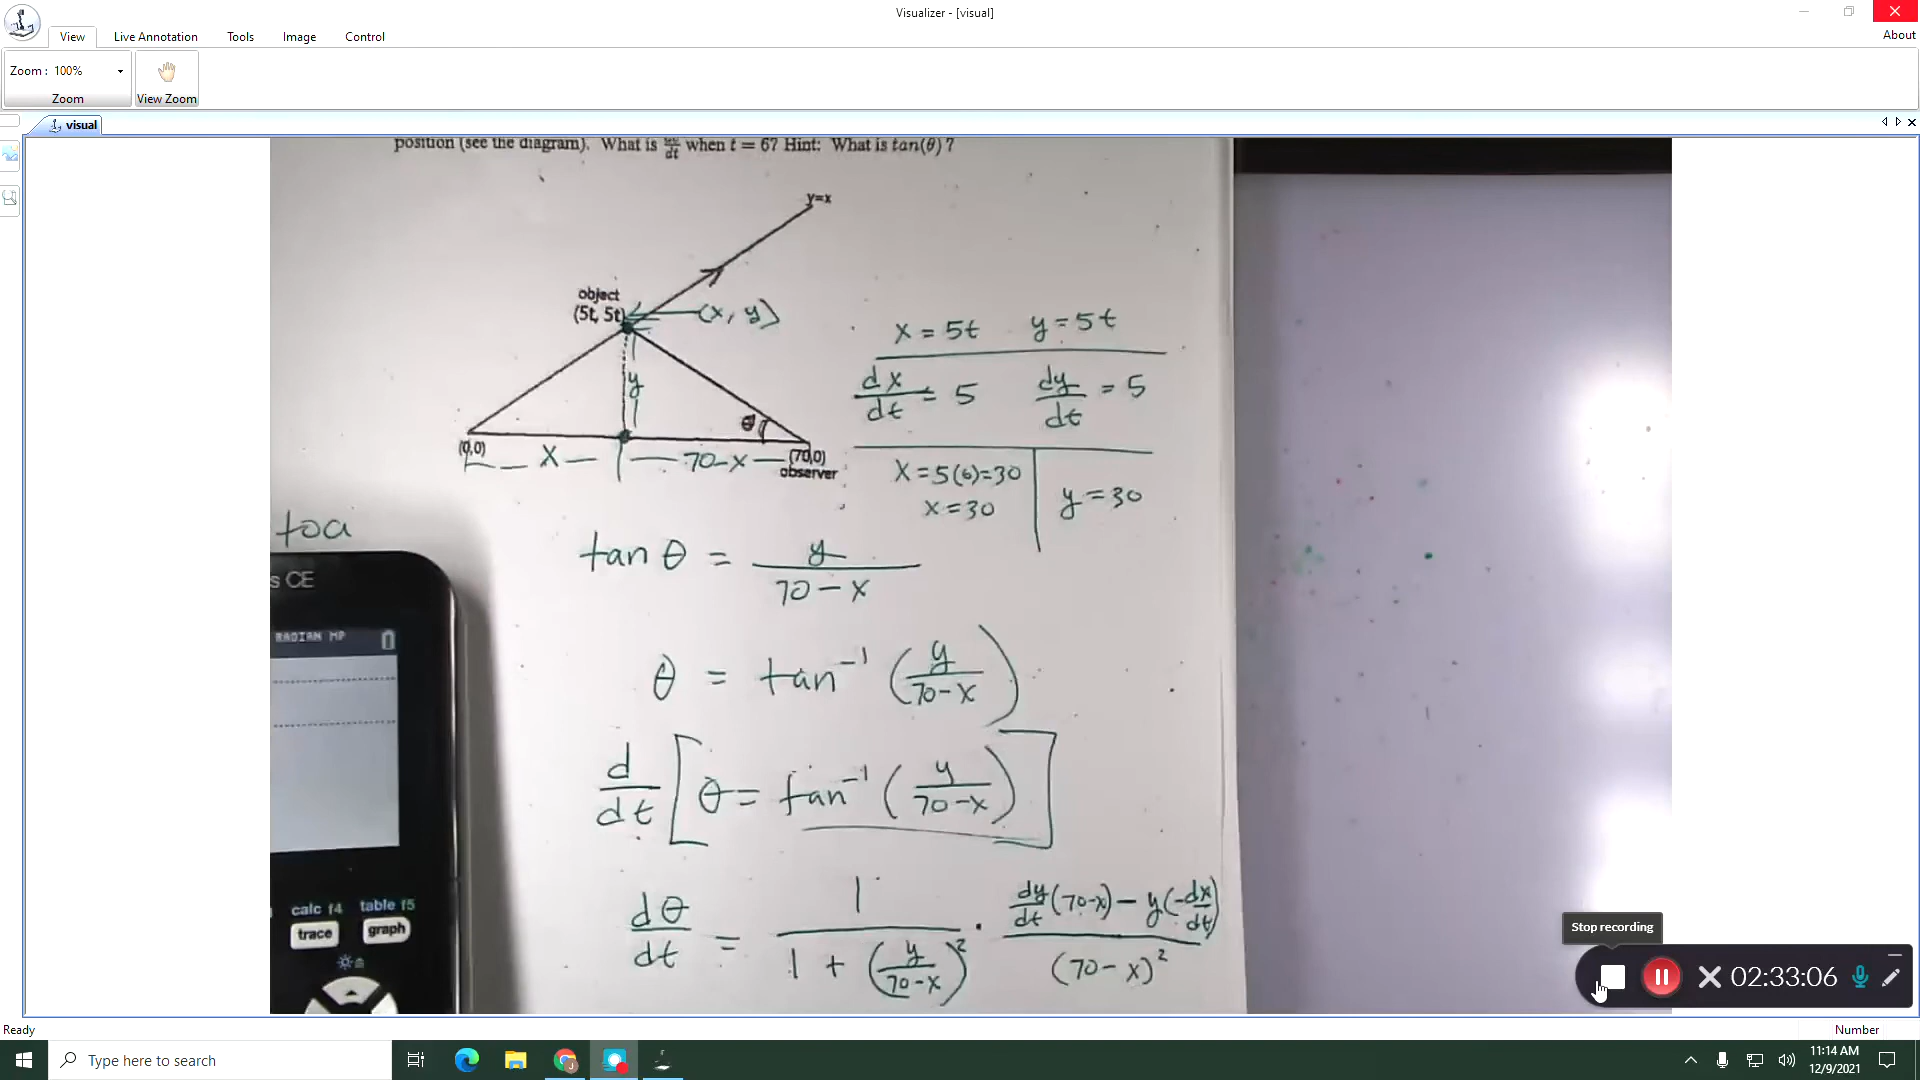 Visualizer - [visual]
View Live Annotation Tools Image Control About
Zoom : 100%
Zoom View Zoom
visual
position (see the diagram). What is dθ/dt when t = 6? Hint: What is tan(θ) ?
y=x
object
(5t, 5t)
(x, y)
x = 5t y = 5t
dx/dt = 5 dy/dt = 5
y
θ
(0,0) x 70-x (70,0)
observer
x = 5(6) = 30
x = 30
y = 30
toa
tan θ = y/(70 - x)
s CE
RADIAN MP
θ = tan⁻¹ (y/(70-x))
d/dt [θ = tan⁻¹ (y/(70-x))]
dθ/dt = 1/(1 + (y/(70-x))²) · (dy/dt (70-x) - y(-dx/dt))/(70-x)²
calc f4 table f5
trace graph
Stop recording
02:33:06
Ready Number
Type here to search
11:14 AM
12/9/2021